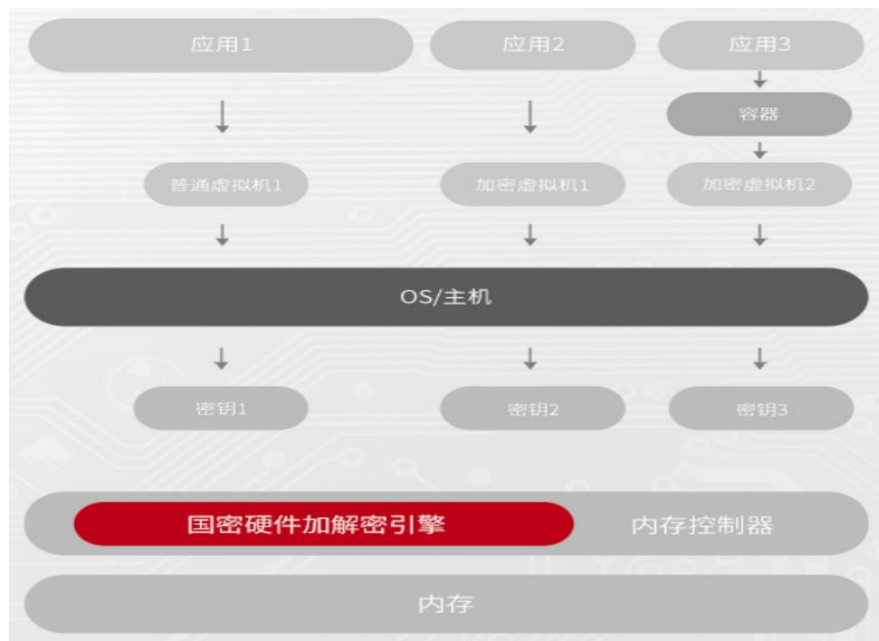 应用1
应用2
应用3
容器
普通虚拟机1
加密虚拟机1
加密虚拟机2
OS/主机
密钥1
密钥2
密钥3
国密硬件加解密引擎
内存控制器
内存